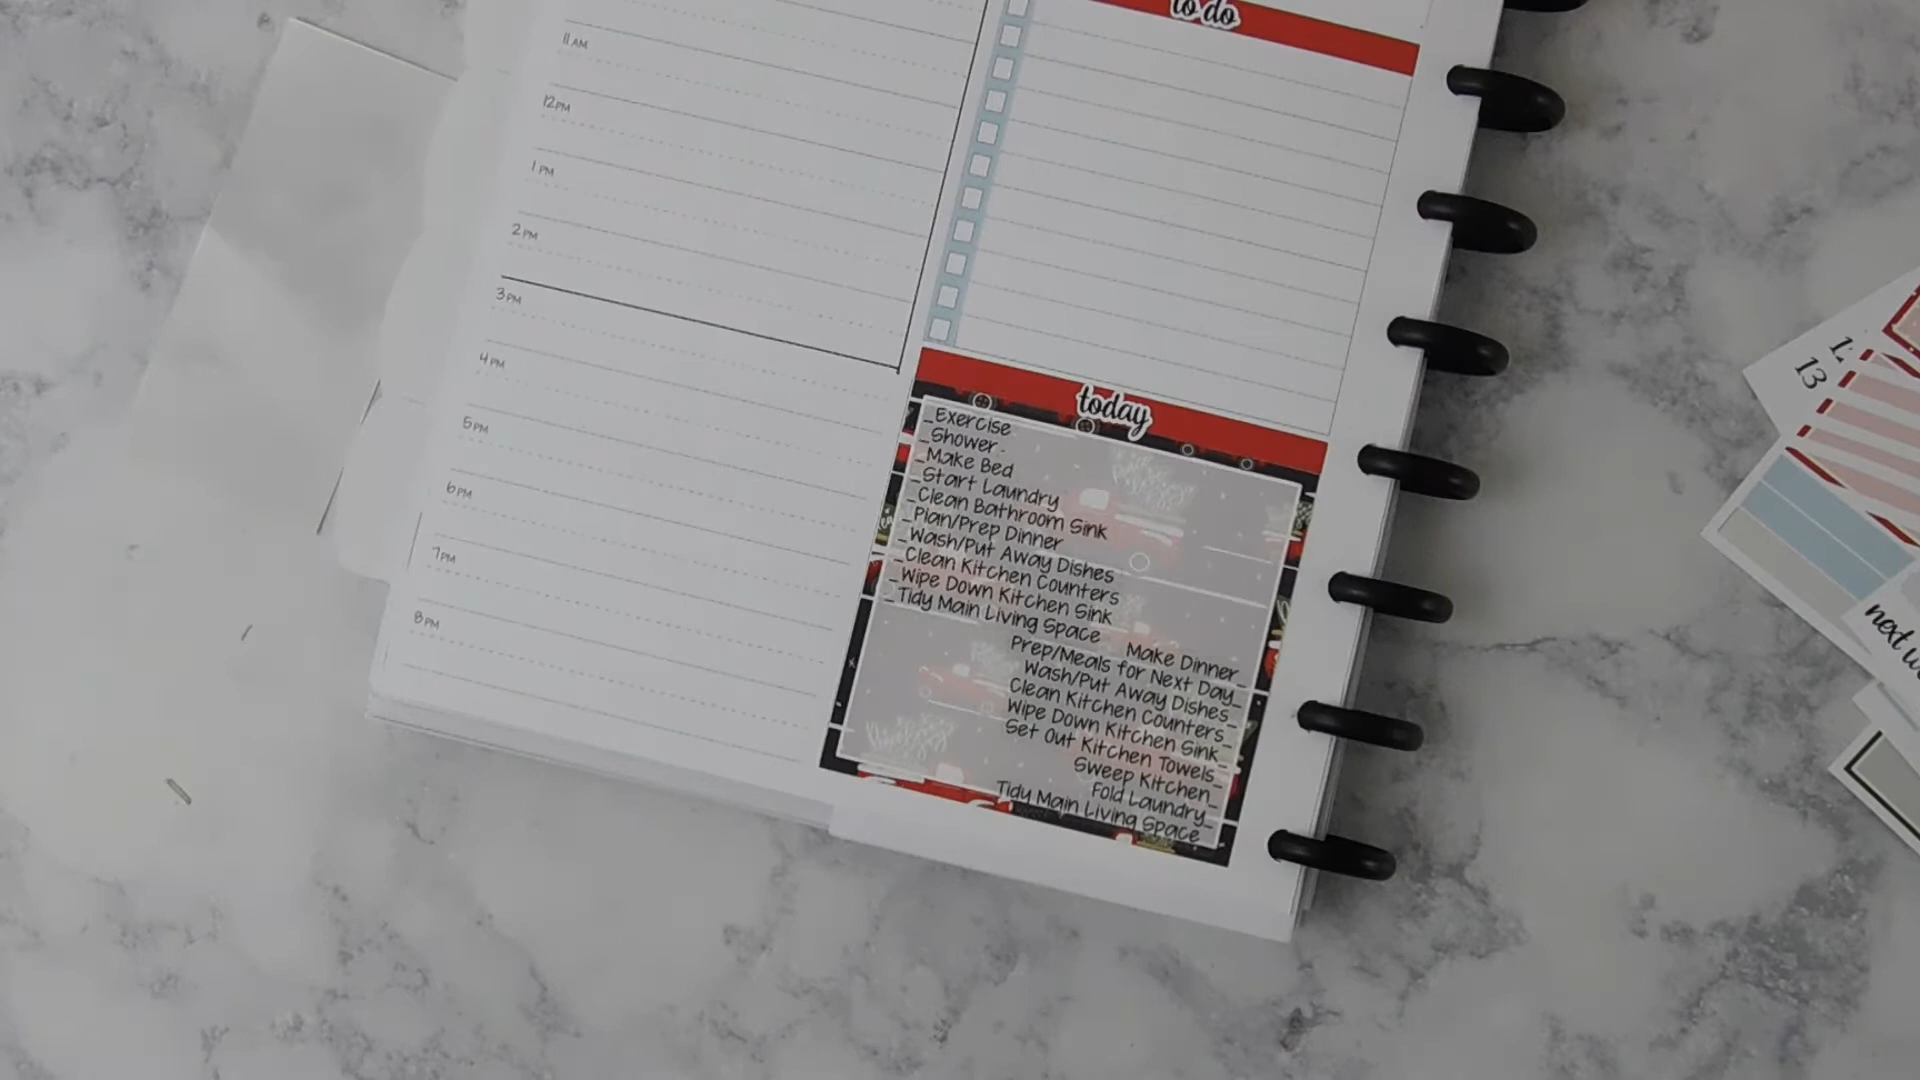 11 AM
12 PM
1 PM
2 PM
3 PM
4 PM
5 PM
6 PM
7 PM
8 PM
to do
today
_Exercise
_Shower
_Make Bed
_Start Laundry
_Clean Bathroom Sink
_Plan/Prep Dinner
_Wash/Put Away Dishes
_Clean Kitchen Counters
_Wipe Down Kitchen Sink
_Tidy Main Living Space
Make Dinner_
Prep/Meals for Next Day_
Wash/Put Away Dishes_
Clean Kitchen Counters_
Wipe Down Kitchen Sink_
Set Out Kitchen Towels_
Sweep Kitchen_
Fold Laundry_
Tidy Main Living Space_
13
next